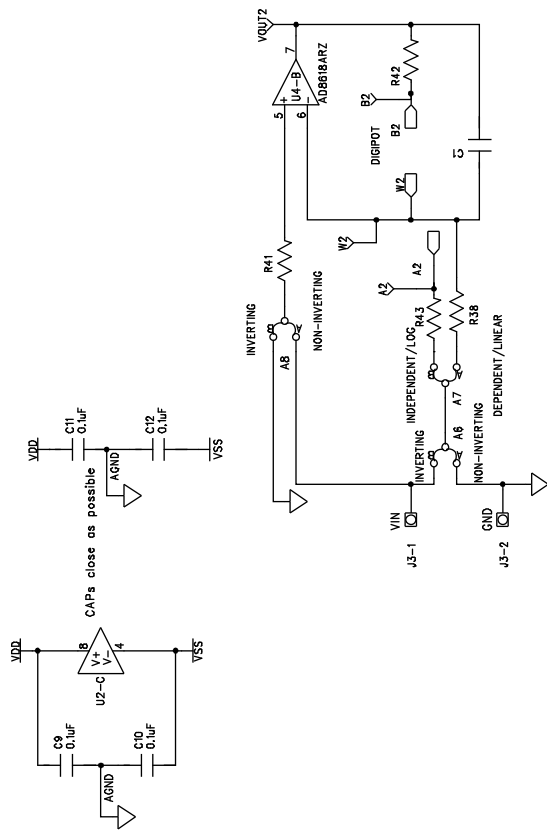 VDD
C9
0.1uF
8
V+
V-
4
U2-C
AGND
C10
0.1uF
VSS
CAPs close as possible
VDD
C11
0.1uF
AGND
C12
0.1uF
VSS
VOUT2
7
U4-B
AD8618ARZ
5
+
6
-
R42
B2
B2
DIGIPOT
C1
W2
W2
R41
INVERTING
A8
NON-INVERTING
A2
A2
R43
R38
INDEPENDENT/LOG
B
A
A7
DEPENDENT/LINEAR
INVERTING
B
A
A6
NON-INVERTING
B
A
VIN
J3-1
GND
J3-2